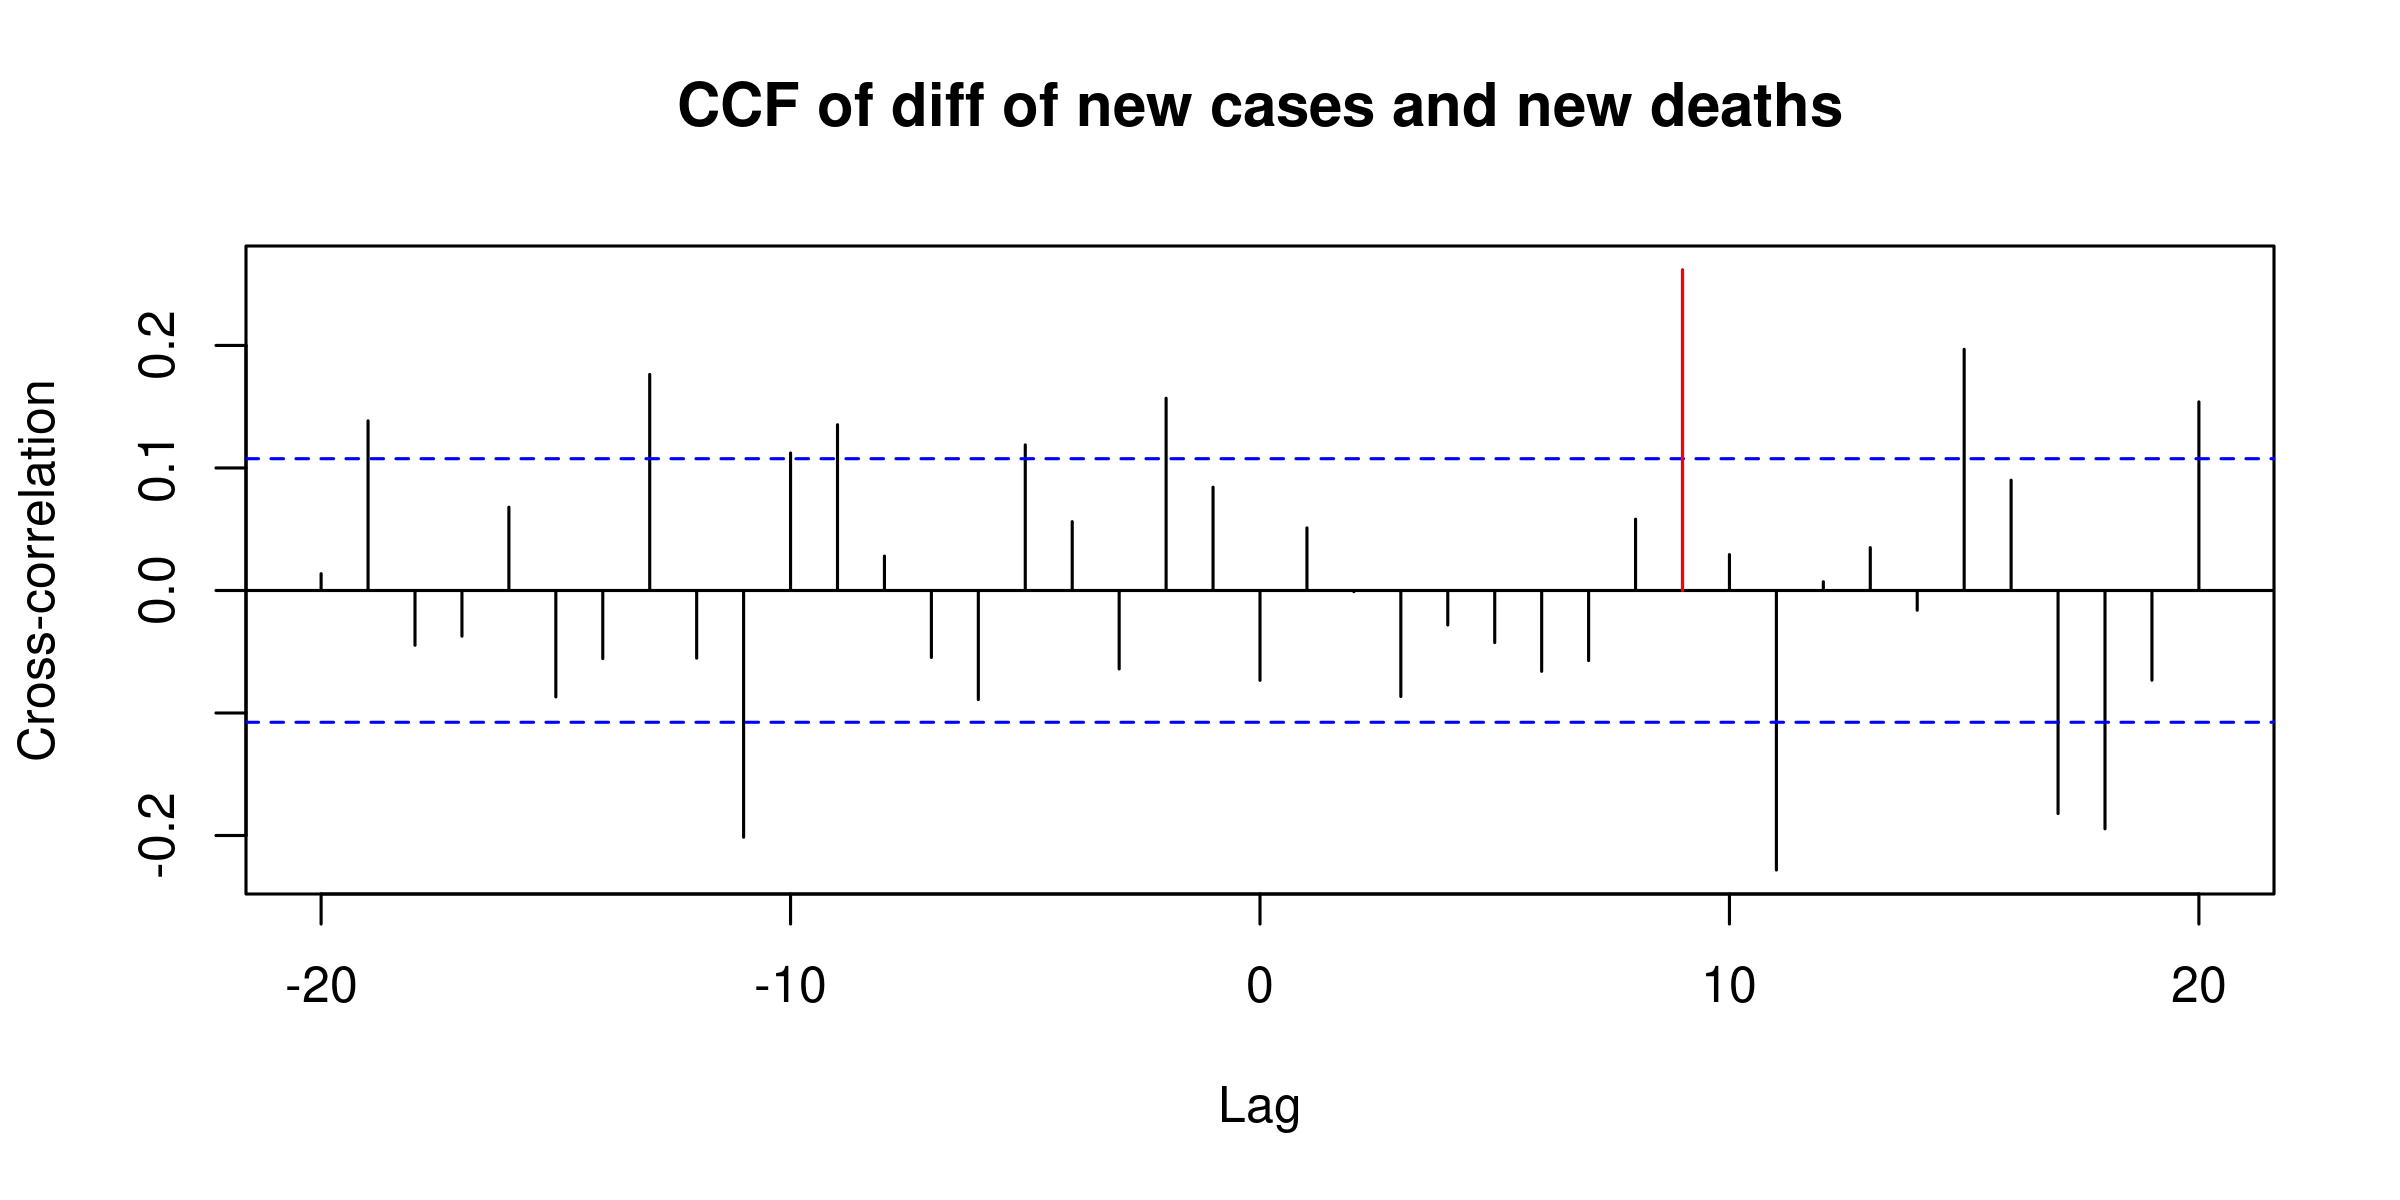 CCF of diff of new cases and new deaths
Cross-correlation
0.2
0.1
0.0
-0.2
-20 -10 0 10 20
Lag